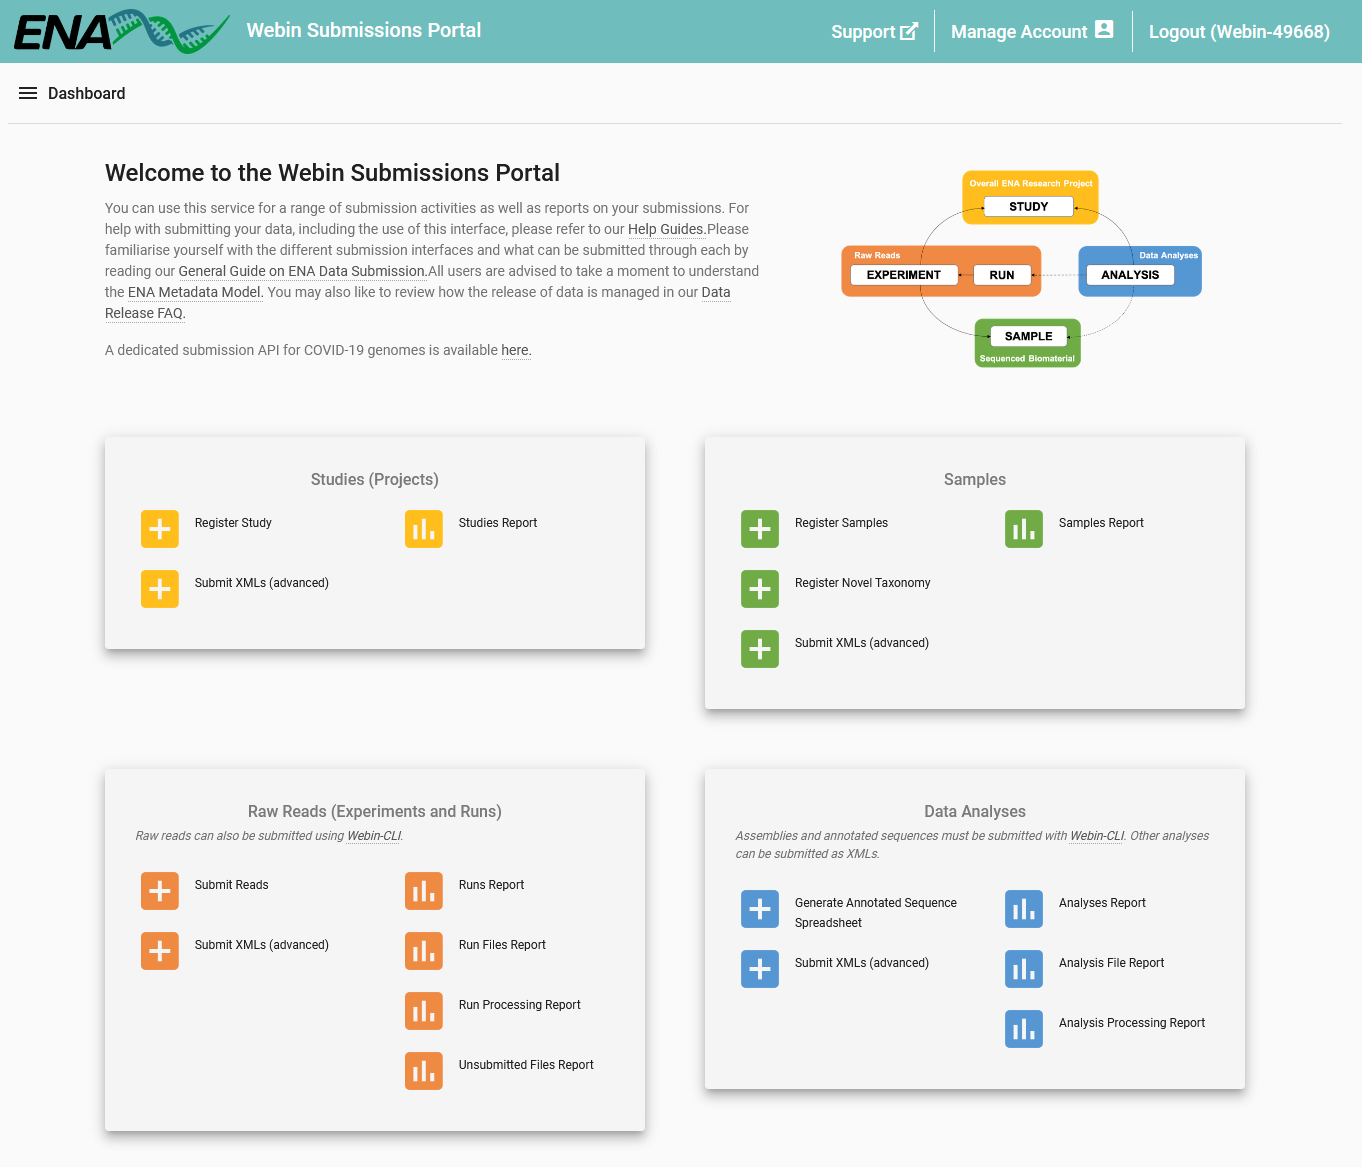 ENA
Webin Submissions Portal
Support
Manage Account
Logout (Webin-49668)
Dashboard
Welcome to the Webin Submissions Portal
You can use this service for a range of submission activities as well as reports on your submissions. For
help with submitting your data, including the use of this interface, please refer to our Help Guides.Please
familiarise yourself with the different submission interfaces and what can be submitted through each by
reading our General Guide on ENA Data Submission.All users are advised to take a moment to understand
the ENA Metadata Model. You may also like to review how the release of data is managed in our Data
Release FAQ.
A dedicated submission API for COVID-19 genomes is available here.
Overall ENA Research Project
STUDY
Raw Reads
EXPERIMENT
RUN
Data Analyses
ANALYSIS
SAMPLE
Sequenced Biomaterial
Studies (Projects)
Register Study
Studies Report
Submit XMLs (advanced)
Samples
Register Samples
Samples Report
Register Novel Taxonomy
Submit XMLs (advanced)
Raw Reads (Experiments and Runs)
Raw reads can also be submitted using Webin-CLI.
Submit Reads
Runs Report
Submit XMLs (advanced)
Run Files Report
Run Processing Report
Unsubmitted Files Report
Data Analyses
Assemblies and annotated sequences must be submitted with Webin-CLI. Other analyses
can be submitted as XMLs.
Generate Annotated Sequence
Spreadsheet
Analyses Report
Submit XMLs (advanced)
Analysis File Report
Analysis Processing Report